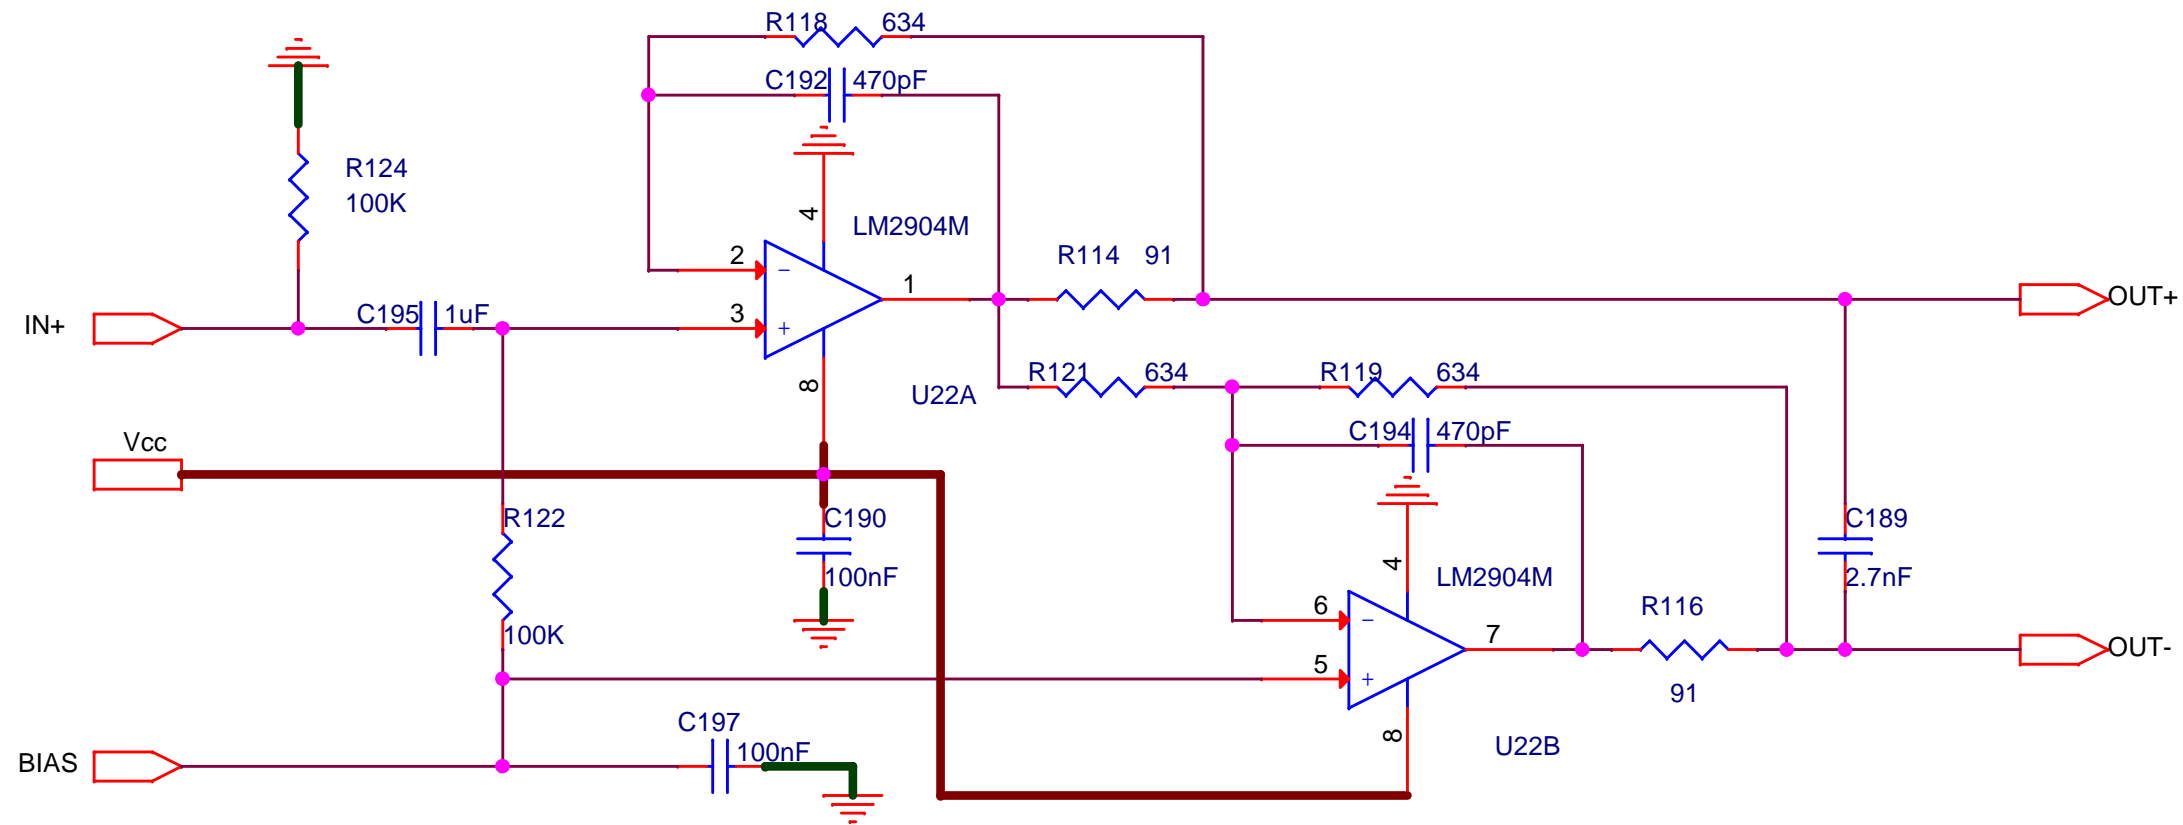 R118 634
C192 470pF
R124
100K
4
LM2904M
2
−
R114 91
1
OUT+
IN+
C195 1uF
3
+
8
R121 634
R119 634
U22A
C194 470pF
Vcc
R122
C190
C189
4
LM2904M
100nF
2.7nF
6
−
R116
100K
7
5
+
91
C197
8
100nF
U22B
BIAS
OUT-